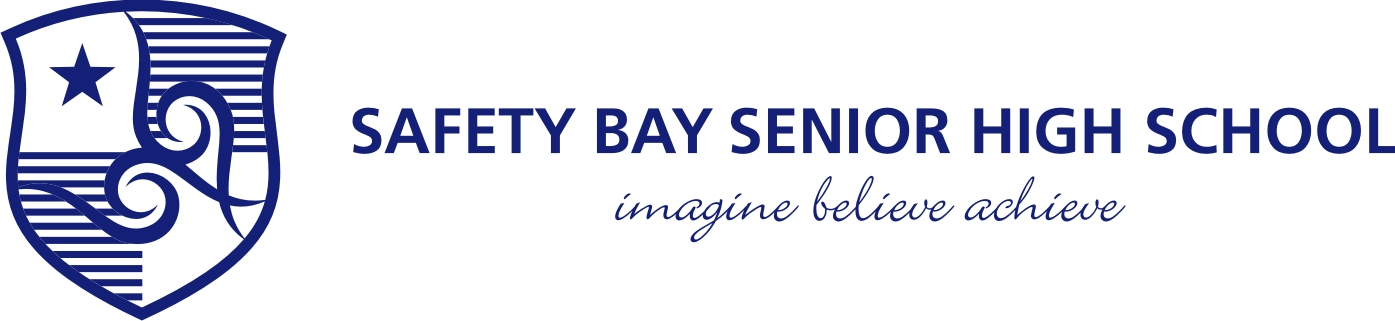 SAFETY BAY SENIOR HIGH SCHOOL
imagine believe achieve